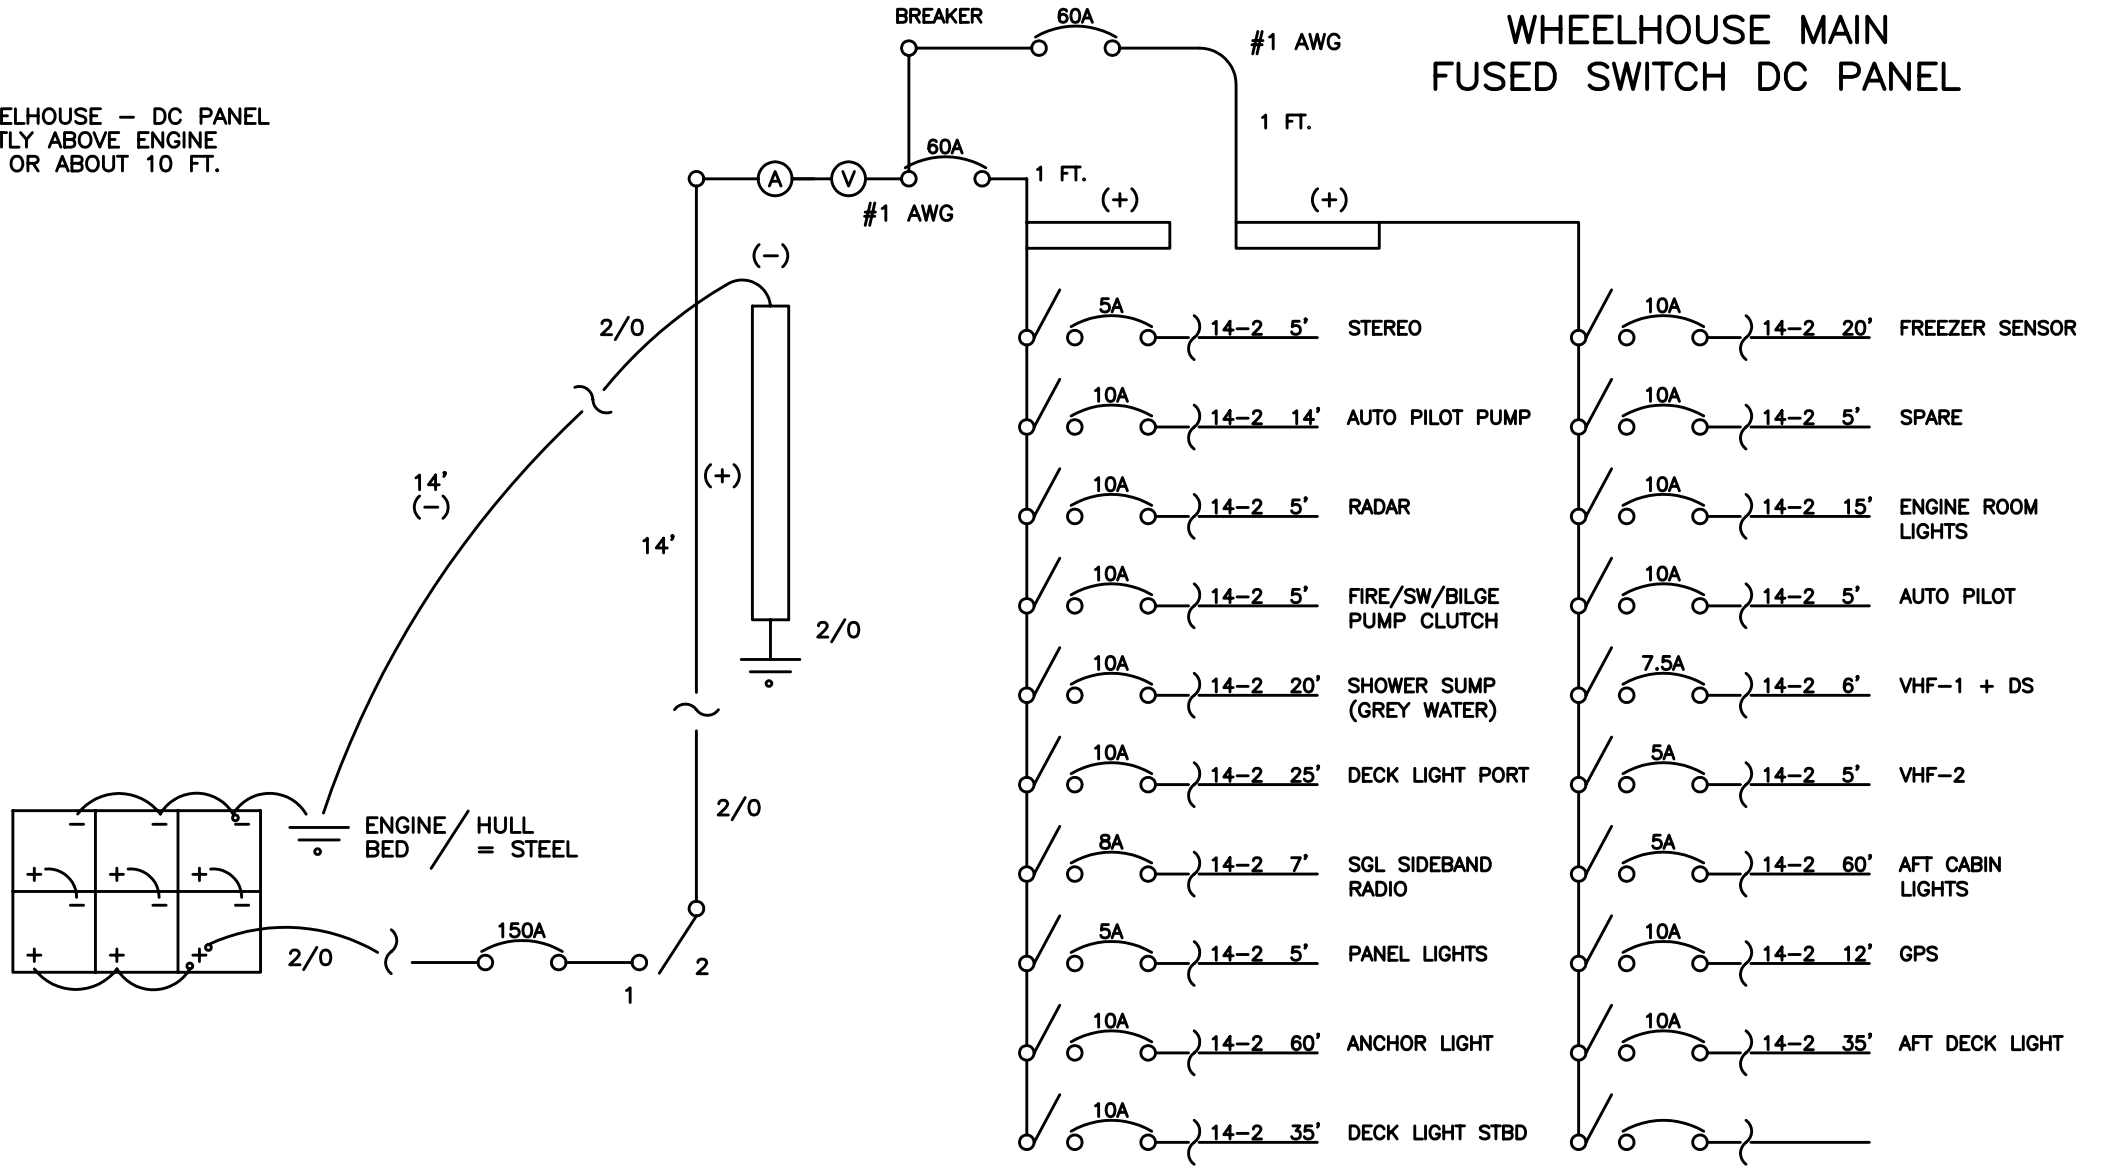 BREAKER
60A
#1 AWG
WHEELHOUSE MAIN
FUSED SWITCH DC PANEL
ELHOUSE – DC PANEL
TLY ABOVE ENGINE
OR ABOUT 10 FT.
1 FT.
60A
A
V
1 FT.
#1 AWG
(+)
(+)
(–)
2/0
14'
(–)
(+)
14'
2/0
2/0
ENGINE / HULL
BED / = STEEL
– – –
+ + +
– – –
+ + +
2/0
150A
1
2
5A 14–2 5' STEREO
10A 14–2 14' AUTO PILOT PUMP
10A 14–2 5' RADAR
10A 14–2 5' FIRE/SW/BILGE
PUMP CLUTCH
10A 14–2 20' SHOWER SUMP
(GREY WATER)
10A 14–2 25' DECK LIGHT PORT
8A 14–2 7' SGL SIDEBAND
RADIO
5A 14–2 5' PANEL LIGHTS
10A 14–2 60' ANCHOR LIGHT
10A 14–2 35' DECK LIGHT STBD
10A 14–2 20' FREEZER SENSOR
10A 14–2 5' SPARE
10A 14–2 15' ENGINE ROOM
LIGHTS
10A 14–2 5' AUTO PILOT
7.5A 14–2 6' VHF–1 + DS
5A 14–2 5' VHF–2
5A 14–2 60' AFT CABIN
LIGHTS
10A 14–2 12' GPS
10A 14–2 35' AFT DECK LIGHT